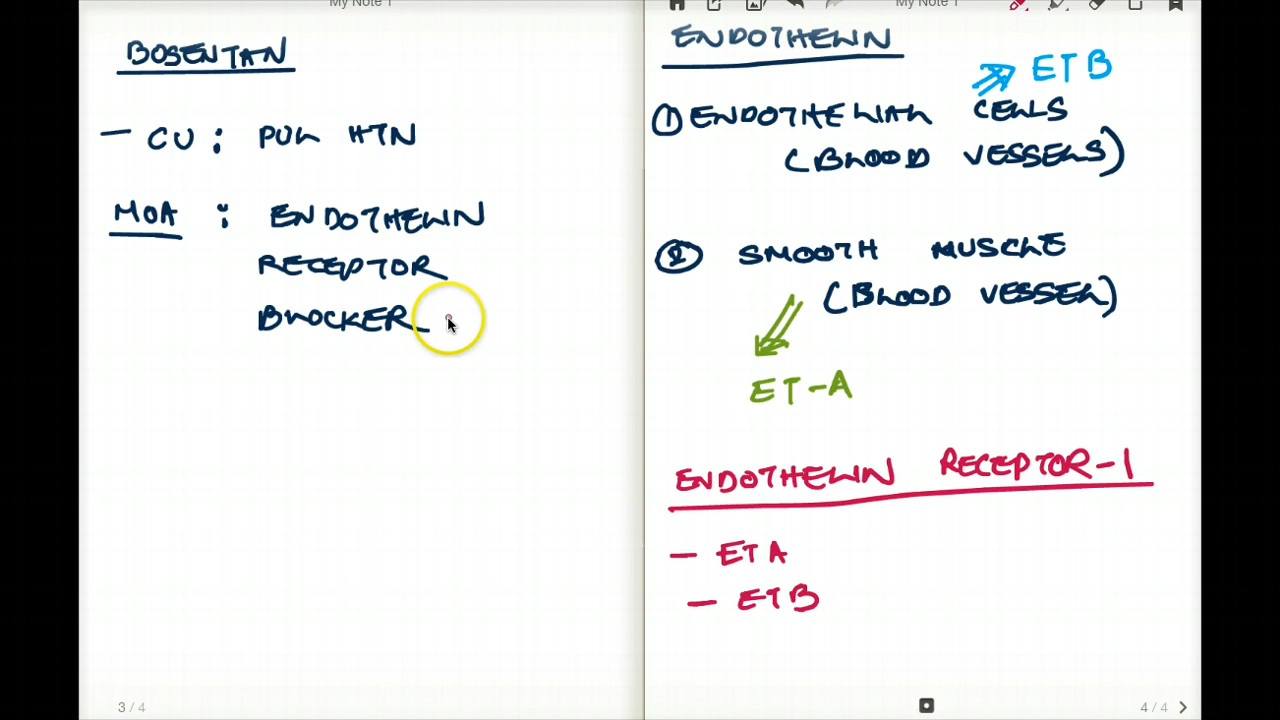 My Note 1
BOSENTAN
- CU : PUL HTN
MOA : ENDOTHELIN
RECEPTOR
BLOCKER
3 / 4
My Note 1
ENDOTHELIN
ETB
① ENDOTHELIAL CELLS
(BLOOD VESSELS)
② SMOOTH MUSCLE
(BLOOD VESSEL)
ET-A
ENDOTHELIN RECEPTOR-1
- ETA
- ETB
4 / 4